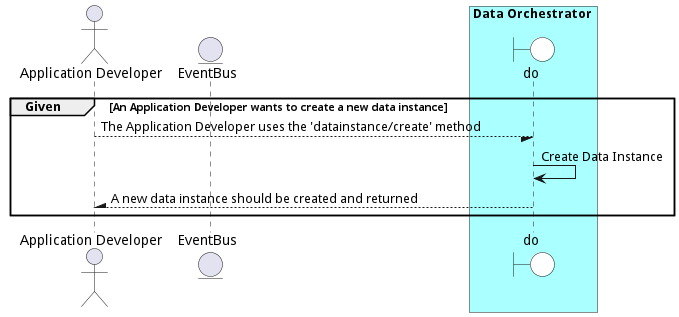 Data Orchestrator
Application Developer
EventBus
do
Given
[An Application Developer wants to create a new data instance]
The Application Developer uses the 'datainstance/create' method
Create Data Instance
A new data instance should be created and returned
Application Developer
EventBus
do